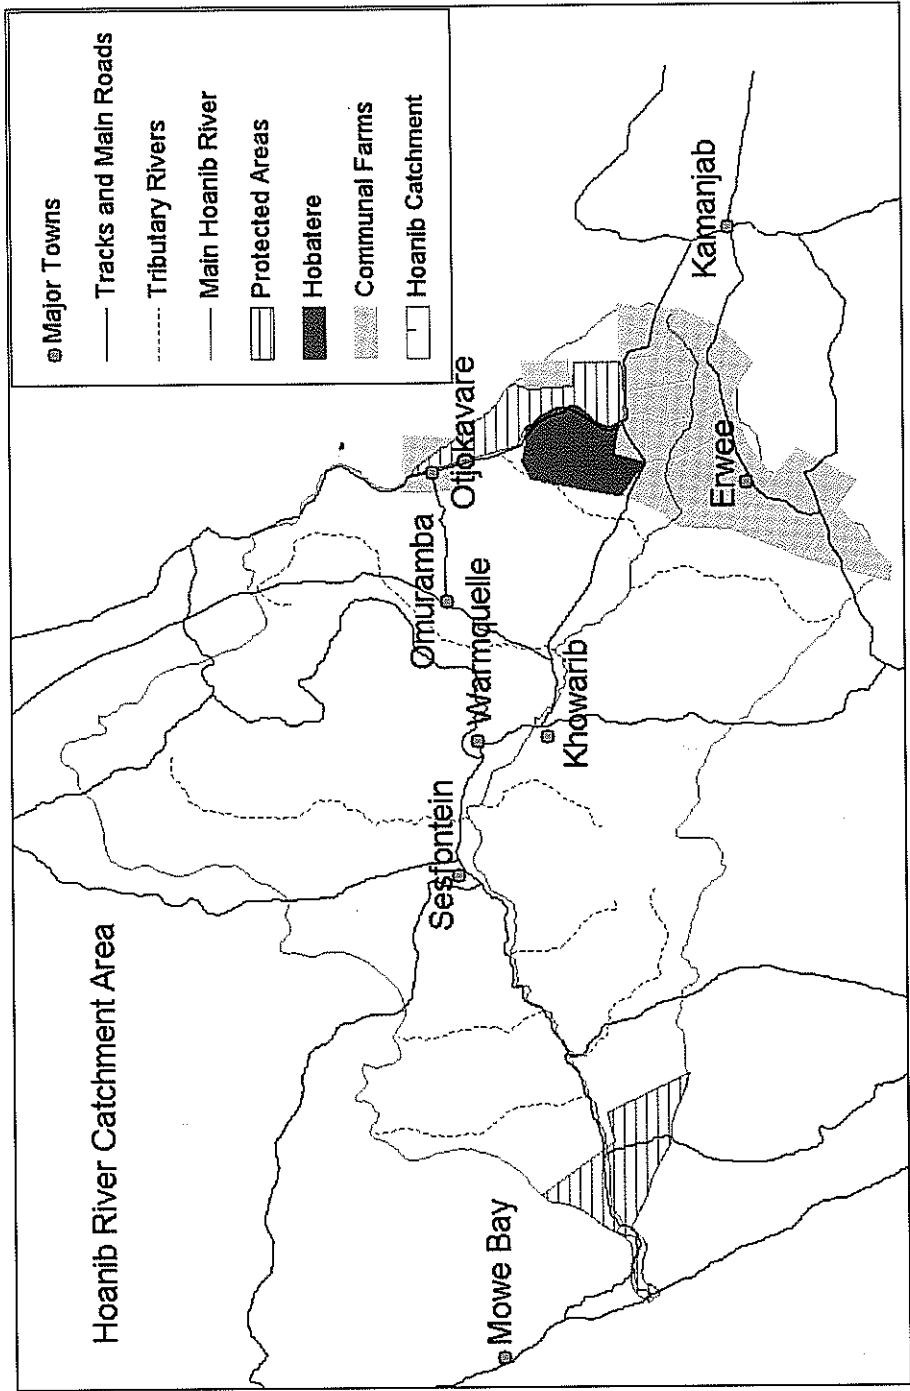 Hoanib River Catchment Area
Major Towns
Tracks and Main Roads
Tributary Rivers
Main Hoanib River
Protected Areas
Hobatere
Communal Farms
Hoanib Catchment
Otjokavare
Omuramba
Warmquelle
Sesfontein
Khowarib
Kamanjab
Erwee
Mowe Bay